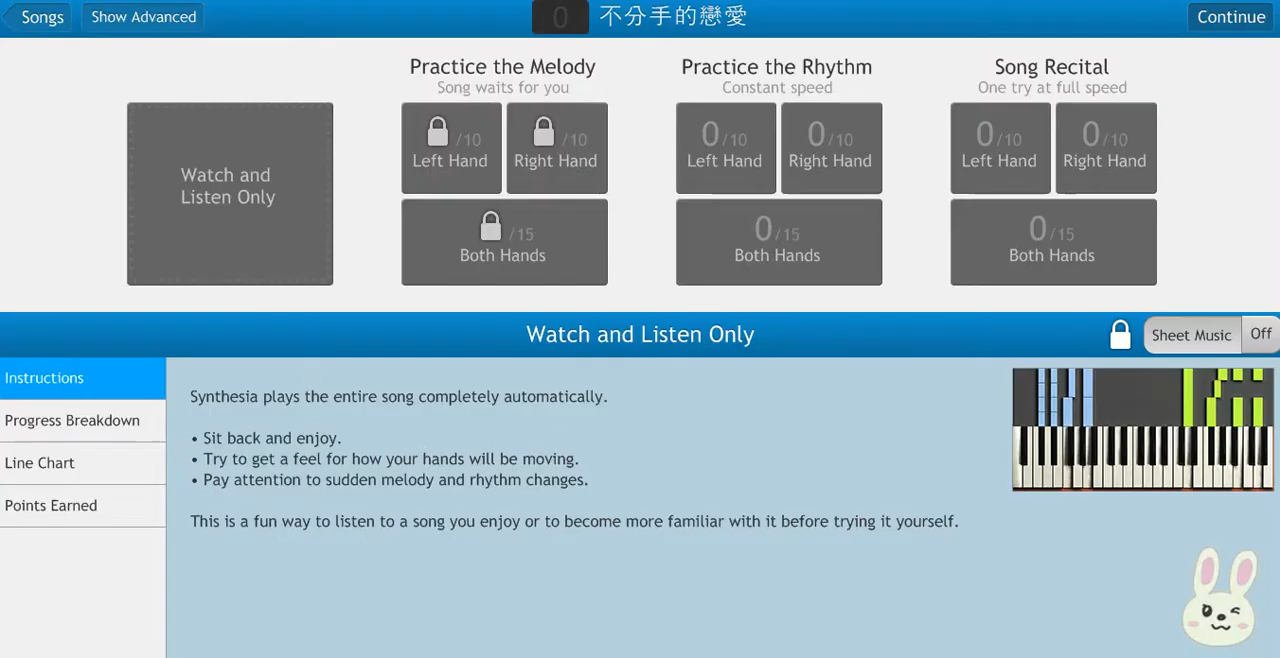 Songs
Show Advanced
0 不分手的戀愛
Continue
Practice the Melody
Song waits for you
/10
Left Hand
/10
Right Hand
/15
Both Hands
Practice the Rhythm
Constant speed
0/10
Left Hand
0/10
Right Hand
0/15
Both Hands
Song Recital
One try at full speed
0/10
Left Hand
0/10
Right Hand
0/15
Both Hands
Watch and
Listen Only
Watch and Listen Only
Sheet Music
Off
Instructions
Progress Breakdown
Line Chart
Points Earned
Synthesia plays the entire song completely automatically.
• Sit back and enjoy.
• Try to get a feel for how your hands will be moving.
• Pay attention to sudden melody and rhythm changes.
This is a fun way to listen to a song you enjoy or to become more familiar with it before trying it yourself.